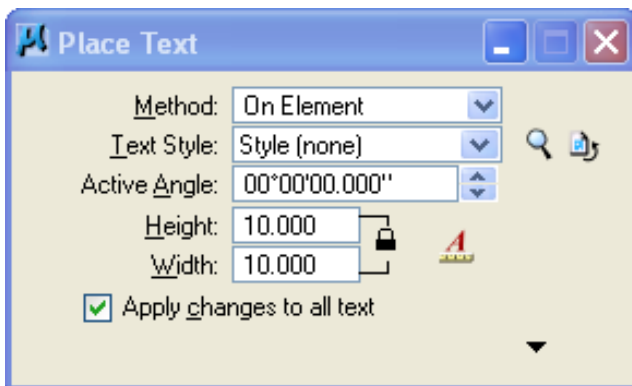 Place Text
Method: On Element
Text Style: Style (none)
Active Angle: 00°00'00.000"
Height: 10.000
Width: 10.000
Apply changes to all text